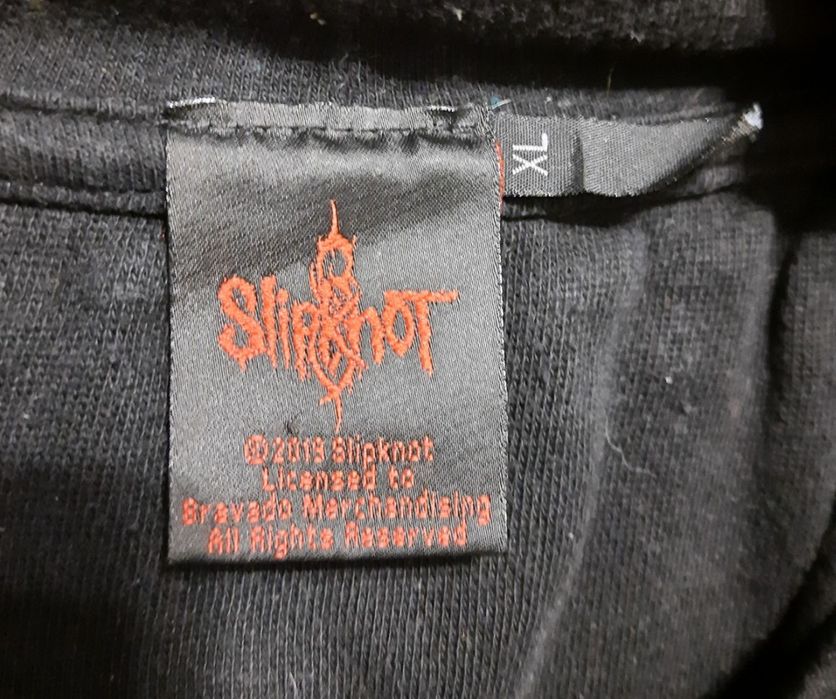 SlipKnot
©2019 Slipknot
Licensed to
Bravado Merchandising
All Rights Reserved
XL